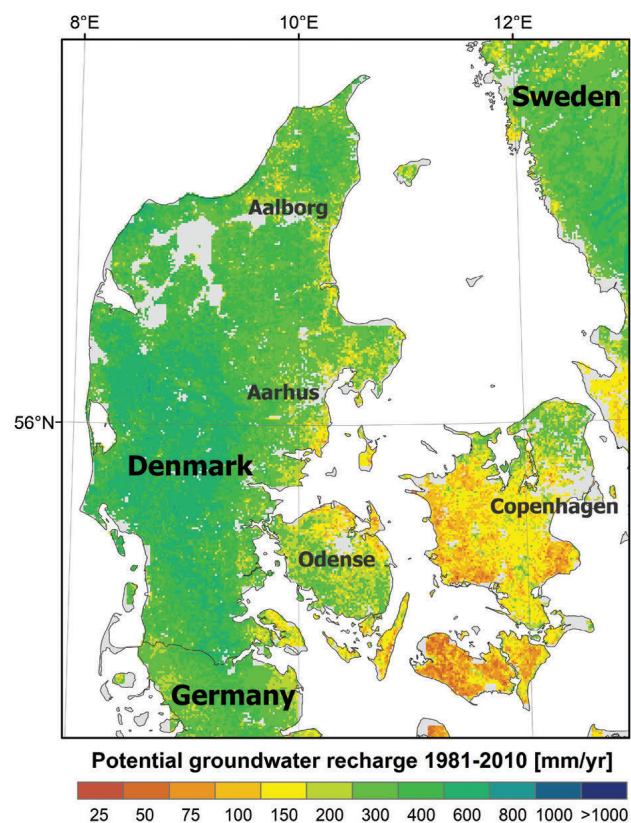 8°E 10°E 12°E
Sweden
Aalborg
Aarhus
56°N
Denmark
Copenhagen
Odense
Germany
Potential groundwater recharge 1981-2010 [mm/yr]
25 50 75 100 150 200 300 400 600 800 1000 >1000